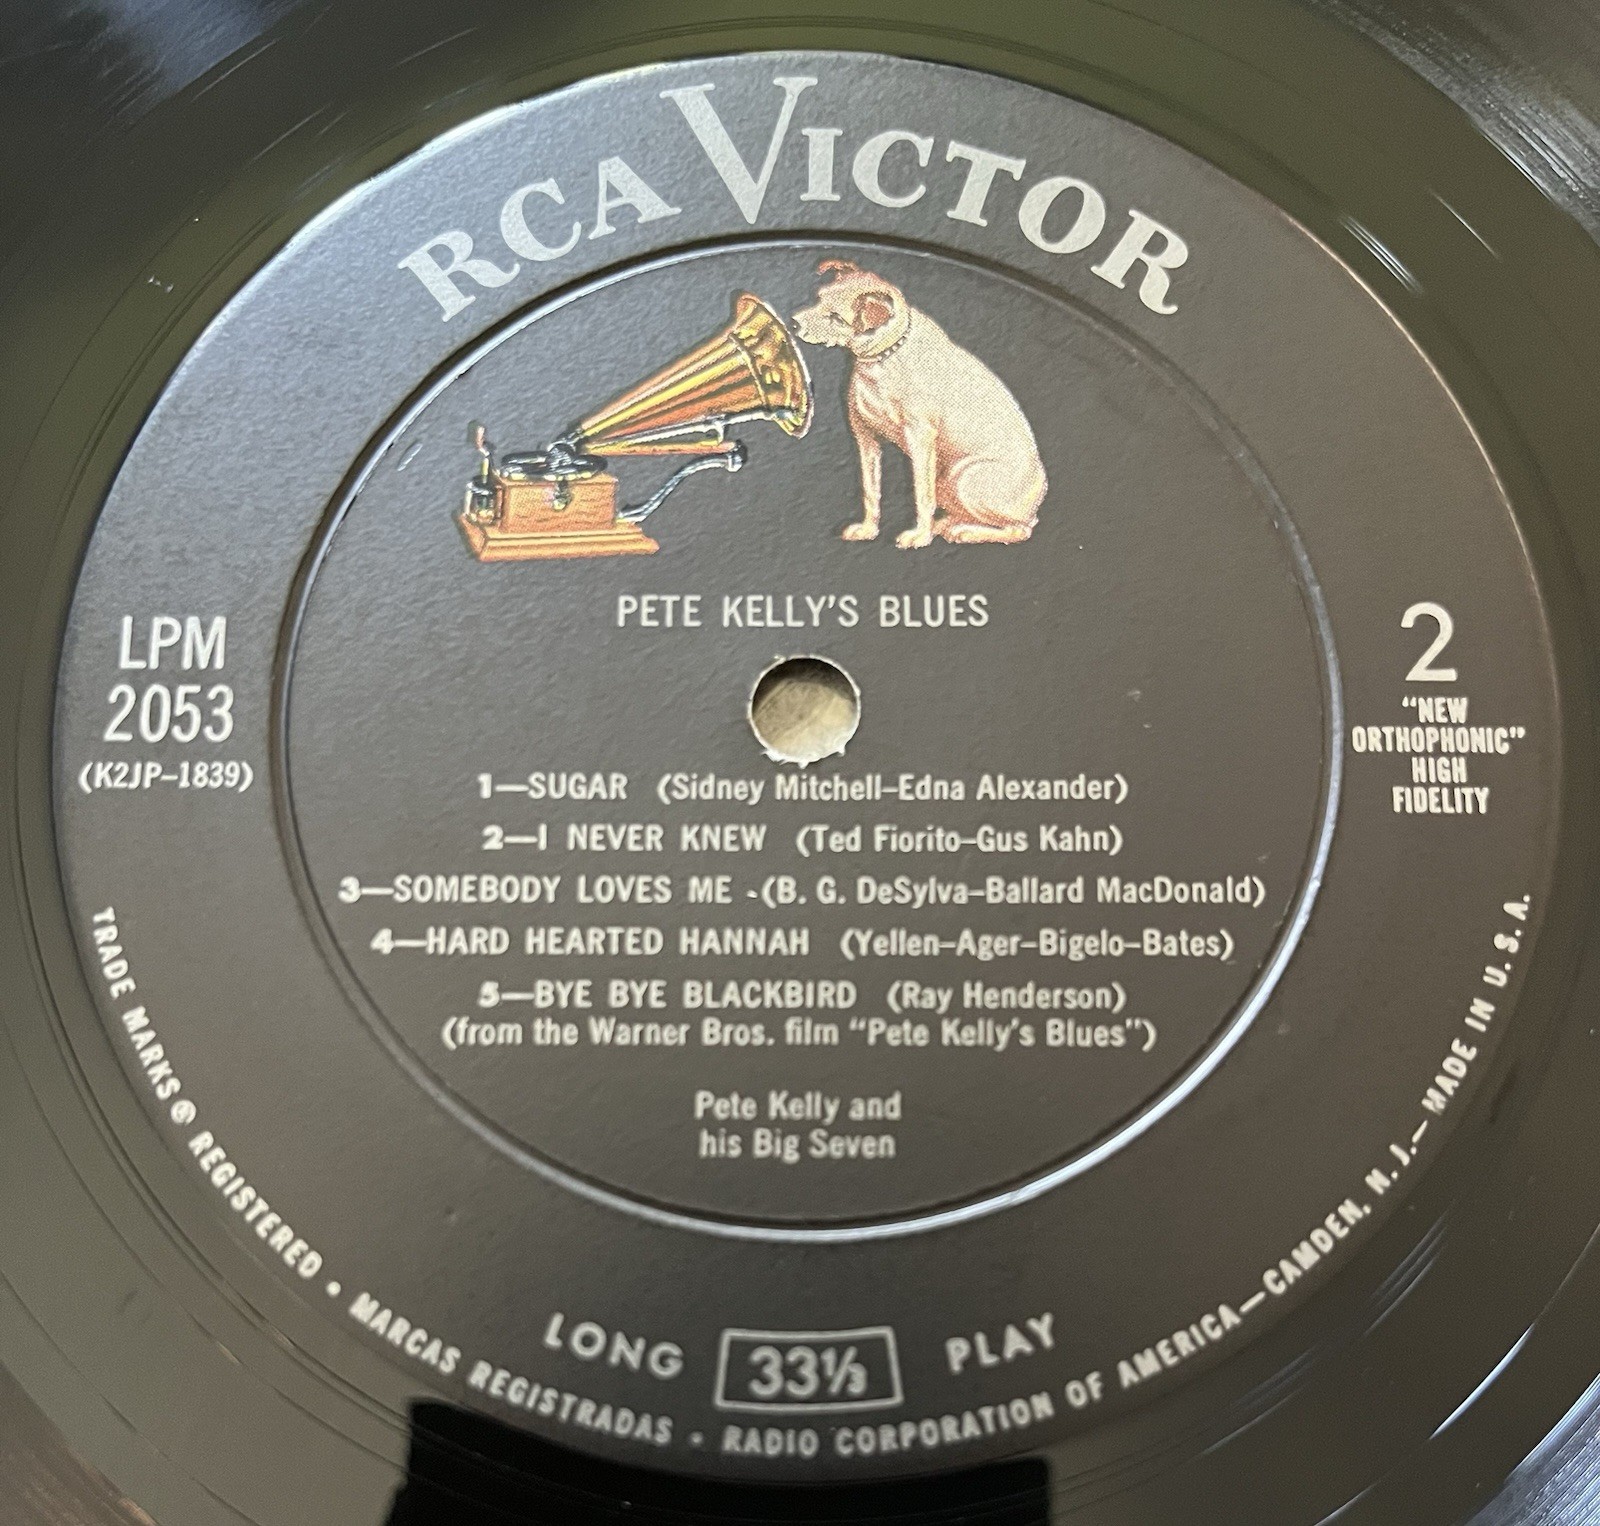 RCA VICTOR
PETE KELLY'S BLUES
LPM
2053
(K2JP-1839)
2
"NEW
ORTHOPHONIC"
HIGH
FIDELITY
1—SUGAR (Sidney Mitchell-Edna Alexander)
2—I NEVER KNEW (Ted Fiorito-Gus Kahn)
3—SOMEBODY LOVES ME -(B. G. DeSylva-Ballard MacDonald)
4—HARD HEARTED HANNAH (Yellen-Ager-Bigelo-Bates)
5—BYE BYE BLACKBIRD (Ray Henderson)
(from the Warner Bros. film "Pete Kelly's Blues")
Pete Kelly and
his Big Seven
LONG 33⅓ PLAY
TRADE MARKS ® REGISTERED • MARCAS REGISTRADAS • RADIO CORPORATION OF AMERICA—CAMDEN, N. J.—MADE IN U. S. A.